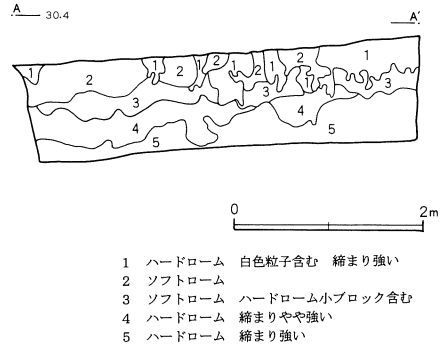 A 30.4 A′
1 2 1 2 1 2 1 2 1 2 1 1
3 3 3
4 4
5 5
0 2m
1 ハードローム 白色粒子含む 締まり強い
2 ソフトローム
3 ソフトローム ハードローム小ブロック含む
4 ハードローム 締まりやや強い
5 ハードローム 締まり強い